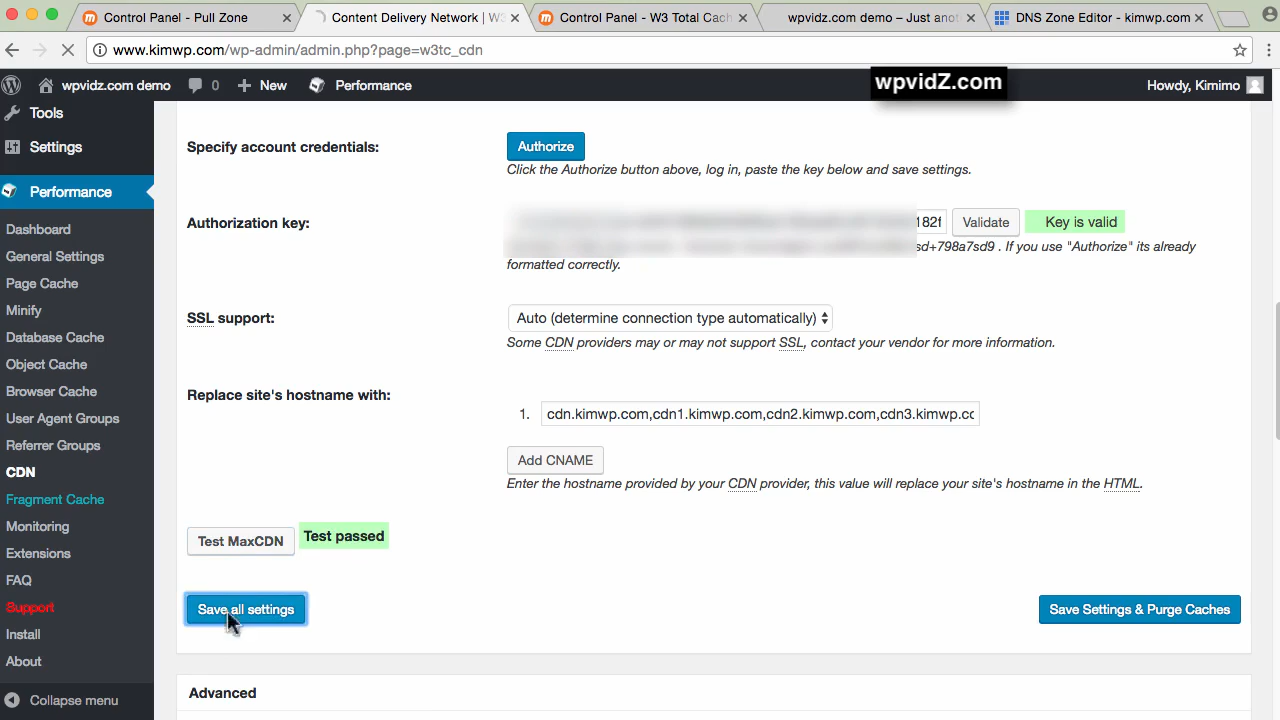 Control Panel - Pull Zone
Content Delivery Network | W3
Control Panel - W3 Total Cach
wpvidz.com demo – Just anot
DNS Zone Editor - kimwp.com
www.kimwp.com/wp-admin/admin.php?page=w3tc_cdn
wpvidz.com demo
0
New
Performance
wpvidZ.com
Howdy, Kimimo
Tools
Settings
Performance
Dashboard
General Settings
Page Cache
Minify
Database Cache
Object Cache
Browser Cache
User Agent Groups
Referrer Groups
CDN
Fragment Cache
Monitoring
Extensions
FAQ
Support
Install
About
Collapse menu
Specify account credentials:
Authorize
Click the Authorize button above, log in, paste the key below and save settings.
Authorization key:
182f
Validate
Key is valid
sd+798a7sd9 . If you use "Authorize" its already
formatted correctly.
SSL support:
Auto (determine connection type automatically)
Some CDN providers may or may not support SSL, contact your vendor for more information.
Replace site's hostname with:
1. cdn.kimwp.com,cdn1.kimwp.com,cdn2.kimwp.com,cdn3.kimwp.cc
Add CNAME
Enter the hostname provided by your CDN provider, this value will replace your site's hostname in the HTML.
Test MaxCDN
Test passed
Save all settings
Save Settings & Purge Caches
Advanced